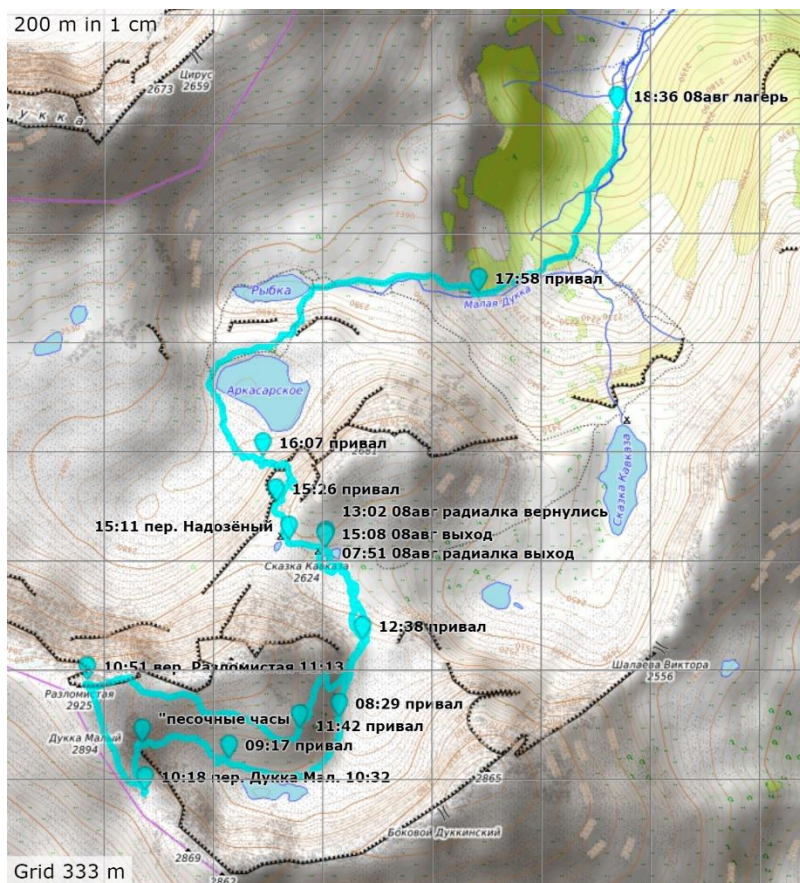 200 m in 1 cm
Цирус
2659
2673
укка
18:36 08авг лагерь
17:58 привал
Рыбка
Малая Дукка
Аркасарское
16:07 привал
2681
15:26 привал
Сказка Кавказа
13:02 08авг радиалка вернулись
15:11 пер. Надозёный
15:08 08авг выход
07:51 08авг радиалка выход
Сказка Кавказа
2624
12:38 привал
Шалаева Виктора
2556
10:51 вер. Разломистая 11:13
Разломистая
2925
08:29 привал
"песочные часы
11:42 привал
Дукка Малый
2894
09:17 привал
10:18 пер. Дукка Мал. 10:32
2865
Боковой Дуккинский
2869
2862
Grid 333 m